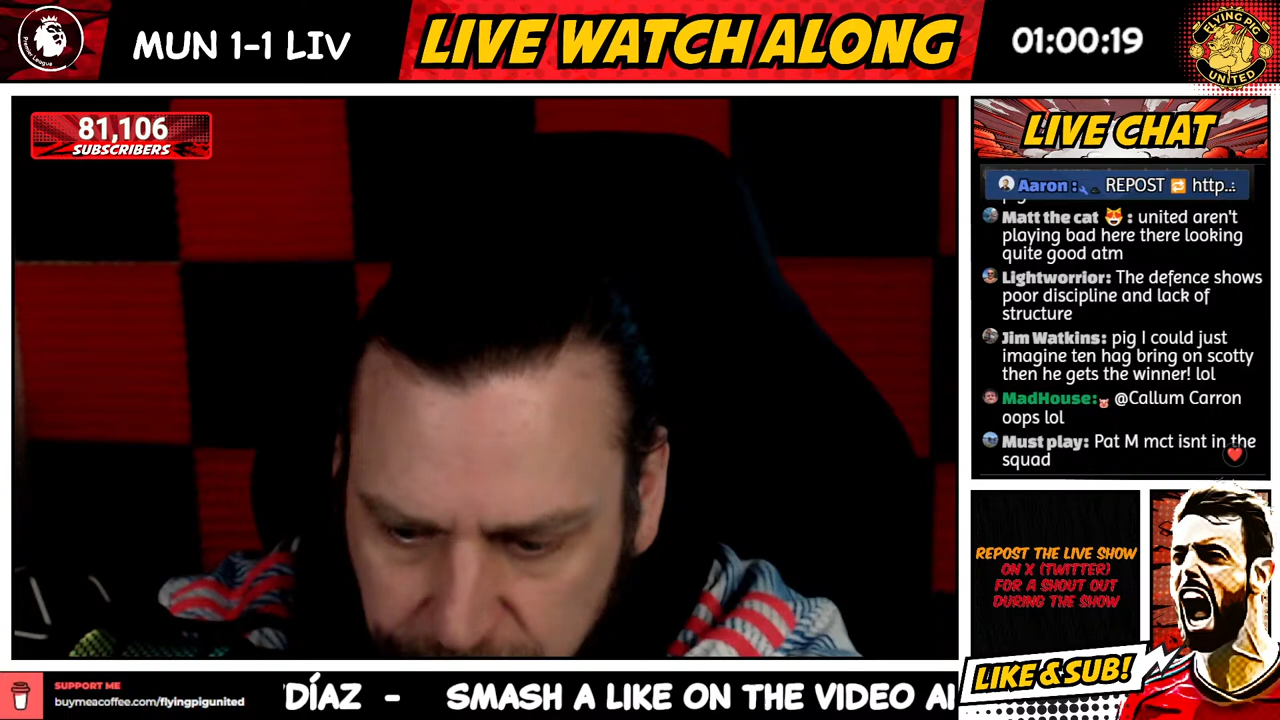 Premier League
MUN 1-1 LIV
LIVE WATCH ALONG
01:00:19
FLYING PIG
UNITED
81,106
SUBSCRIBERS
LIVE CHAT
Aaron : REPOST 🔁 http..:
Matt the cat 😻 : united aren't
playing bad here there looking
quite good atm
Lightworrior: The defence shows
poor discipline and lack of
structure
Jim Watkins: pig I could just
imagine ten hag bring on scotty
then he gets the winner! lol
MadHouse: @Callum Carron
oops lol
Must play: Pat M mct isnt in the
squad
REPOST THE LIVE SHOW
ON X (TWITTER)
FOR A SHOUT OUT
DURING THE SHOW
LIKE & SUB!
SUPPORT ME
buymeacoffee.com/flyingpigunited
DÍAZ - SMASH A LIKE ON THE VIDEO